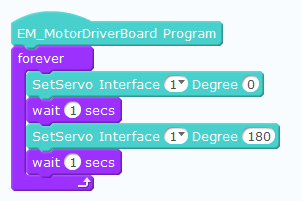 EM_MotorDriverBoard Program
forever
SetServo Interface 1 Degree 0
wait 1 secs
SetServo Interface 1 Degree 180
wait 1 secs